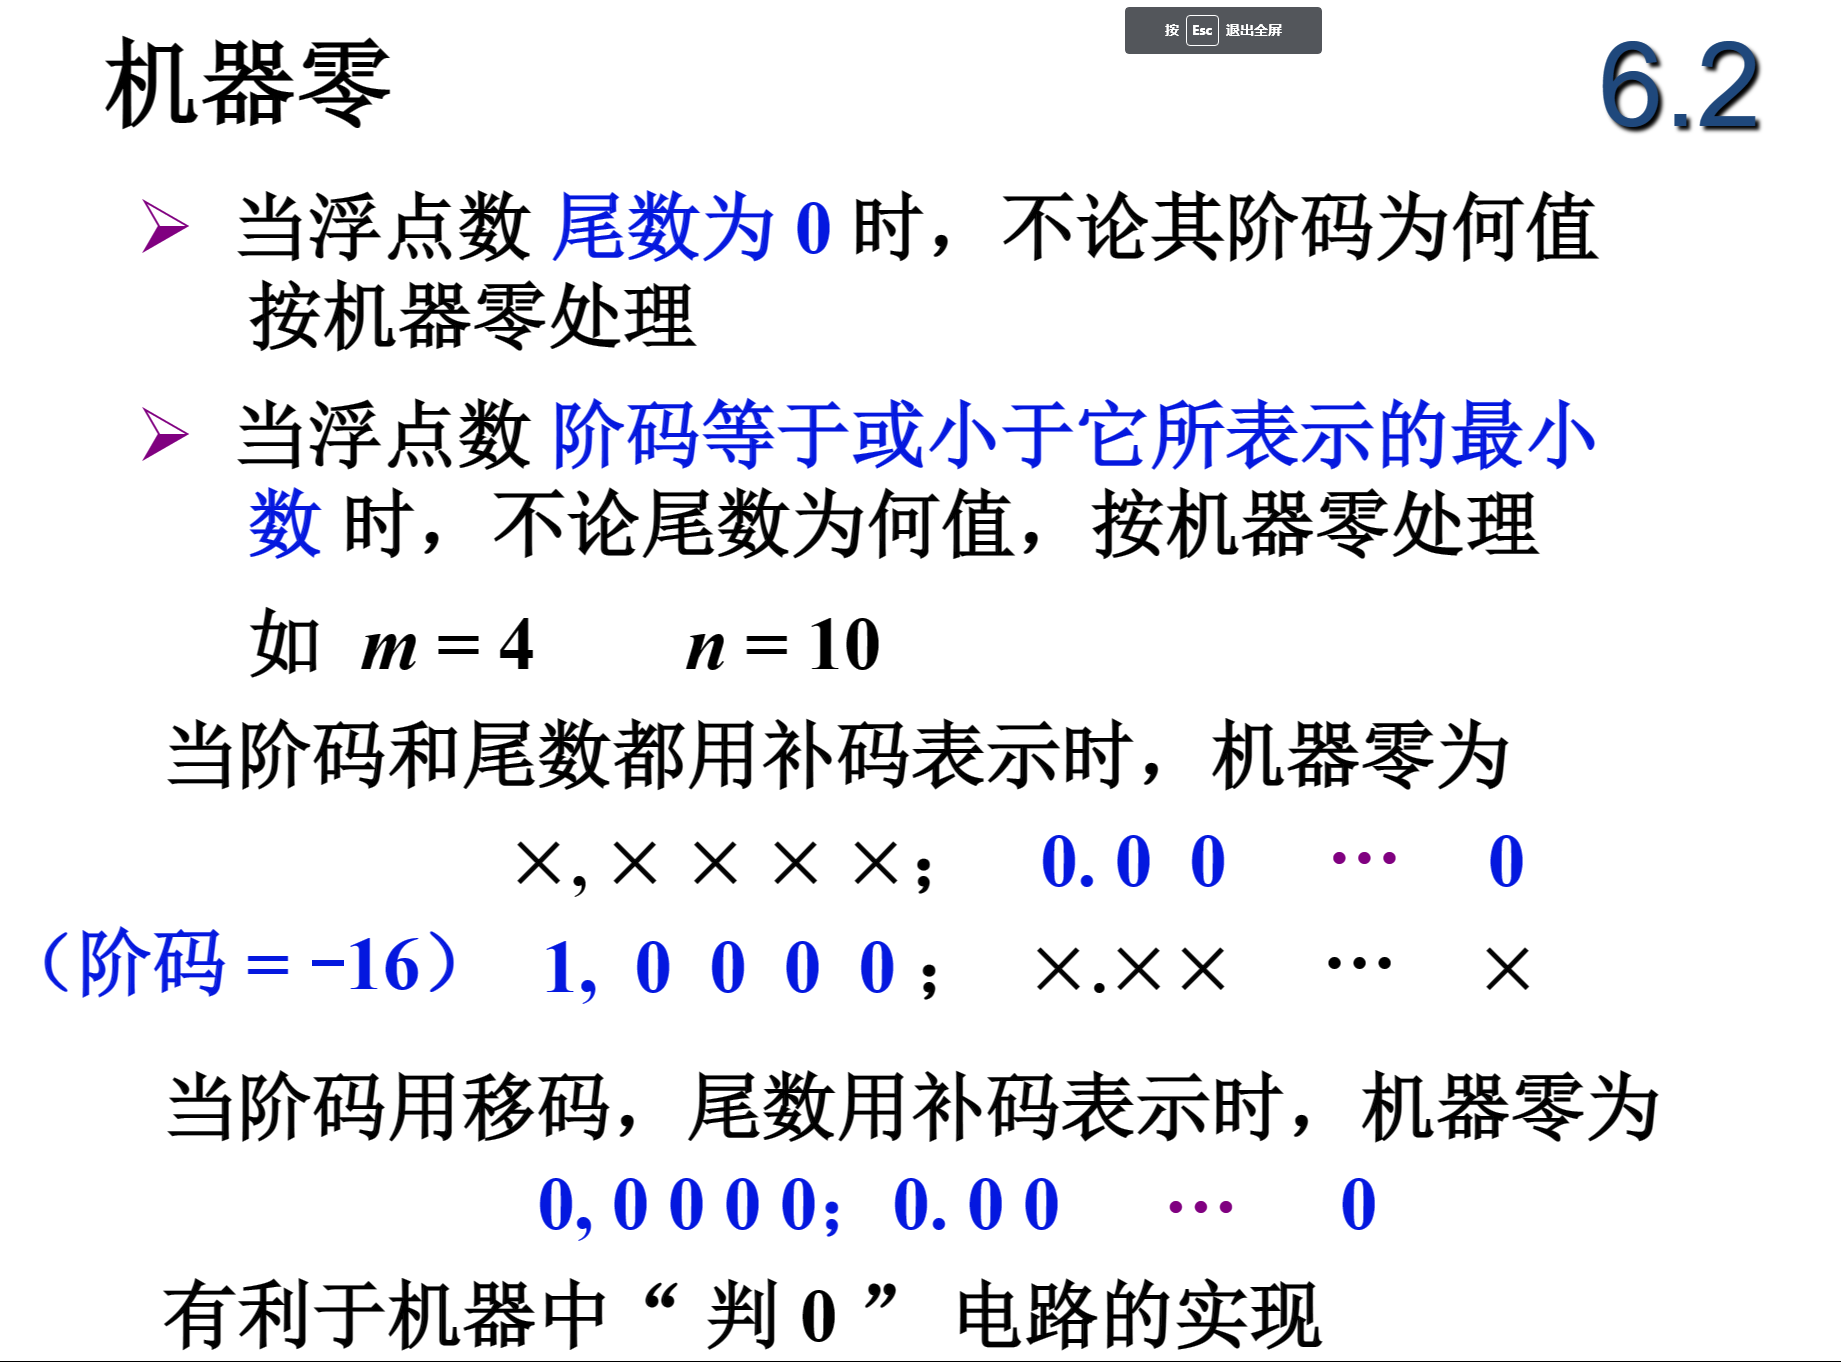 按 Esc 退出全屏
机器零
6.2
当浮点数 尾数为 0 时，不论其阶码为何值
按机器零处理
当浮点数 阶码等于或小于它所表示的最小
数 时，不论尾数为何值，按机器零处理
如 m = 4 n = 10
当阶码和尾数都用补码表示时，机器零为
×, × × × ×； 0. 0 0 … 0
（阶码 = −16） 1, 0 0 0 0； ×.×× … ×
当阶码用移码，尾数用补码表示时，机器零为
0, 0 0 0 0；0. 0 0 … 0
有利于机器中“ 判 0 ” 电路的实现